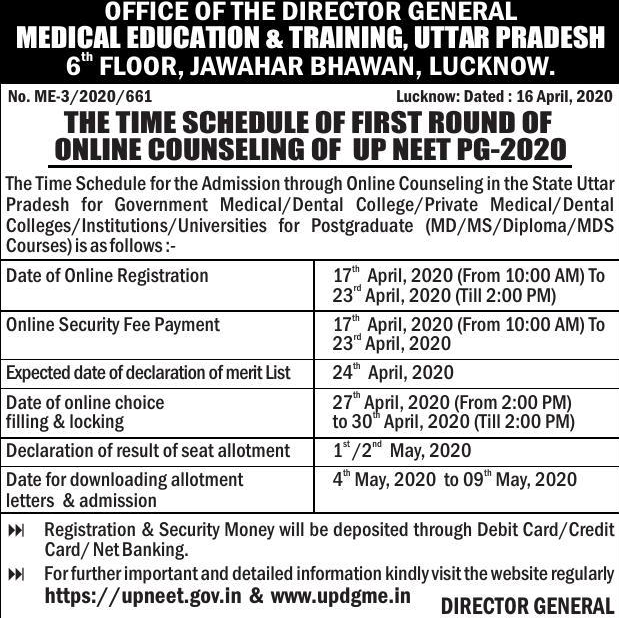 OFFICE OF THE DIRECTOR GENERAL
MEDICAL EDUCATION & TRAINING, UTTAR PRADESH
6th FLOOR, JAWAHAR BHAWAN, LUCKNOW.
No. ME-3/2020/661 Lucknow: Dated : 16 April, 2020
THE TIME SCHEDULE OF FIRST ROUND OF
ONLINE COUNSELING OF UP NEET PG-2020
The Time Schedule for the Admission through Online Counseling in the State Uttar
Pradesh for Government Medical/Dental College/Private Medical/Dental
Colleges/Institutions/Universities for Postgraduate (MD/MS/Diploma/MDS
Courses) is as follows :-
Date of Online Registration
17th April, 2020 (From 10:00 AM) To
23rd April, 2020 (Till 2:00 PM)
Online Security Fee Payment
17th April, 2020 (From 10:00 AM) To
23rd April, 2020
Expected date of declaration of merit List
24th April, 2020
Date of online choice
filling & locking
27th April, 2020 (From 2:00 PM)
to 30th April, 2020 (Till 2:00 PM)
Declaration of result of seat allotment
1st/2nd May, 2020
Date for downloading allotment
letters & admission
4th May, 2020 to 09th May, 2020
Registration & Security Money will be deposited through Debit Card/Credit
Card/ Net Banking.
For further important and detailed information kindly visit the website regularly
https://upneet.gov.in & www.updgme.in
DIRECTOR GENERAL